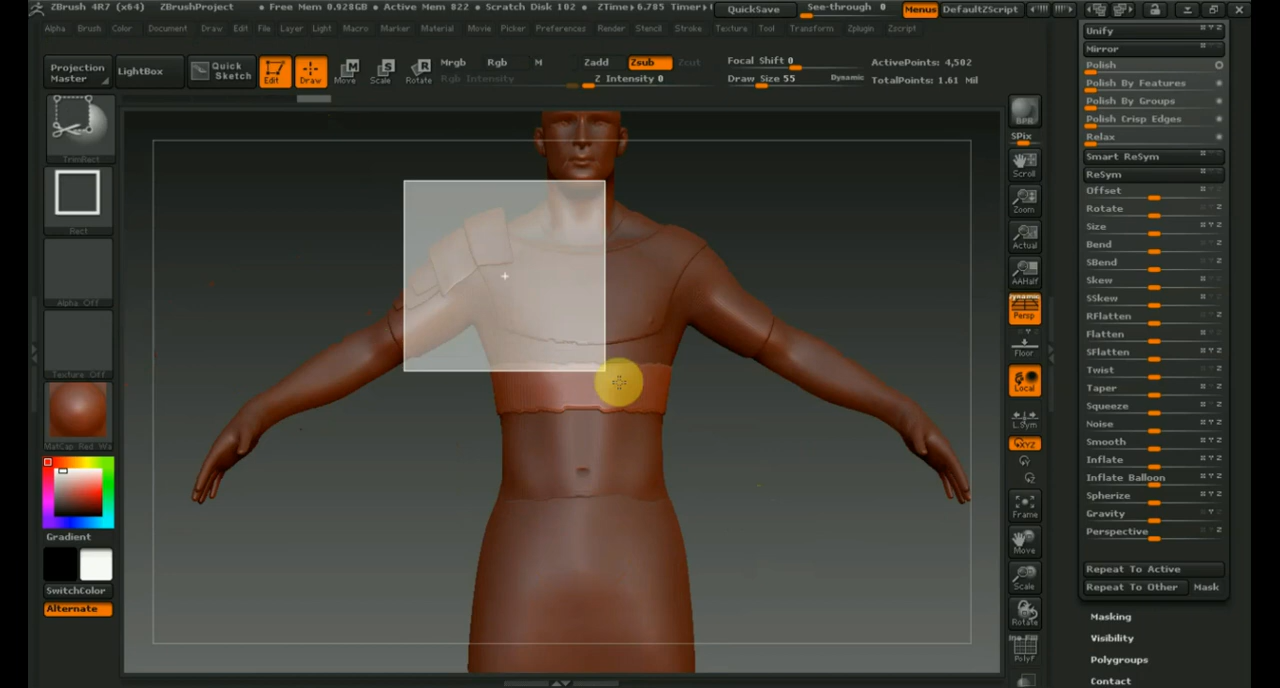 ZBrush 4R7 (x64) ZBrushProject • Free Mem 0.928GB • Active Mem 822 • Scratch Disk 102 • ZTime▸6.785 Timer▸ QuickSave See-through 0 Menus DefaultZScript
Alpha Brush Color Document Draw Edit File Layer Light Macro Marker Material Movie Picker Preferences Render Stencil Stroke Texture Tool Transform Zplugin Zscript
Projection Master
LightBox
Quick Sketch
Edit
Draw
Move
Scale
Rotate
Mrgb Rgb M
Rgb Intensity
Zadd Zsub Zcut
Z Intensity 0
Focal Shift 0
Draw Size 55 Dynamic
ActivePoints: 4,502
TotalPoints: 1.61 Mil
TrimRect
Rect
Alpha Off
Texture Off
MatCap Red Wa
Gradient
SwitchColor
Alternate
BPR
SPix
Scroll
Zoom
Actual
AAHalf
Dynamic
Persp
Floor
Local
L.Sym
XYZ
Frame
Move
Scale
Rotate
PolyF
Unify
Mirror
Polish
Polish By Features
Polish By Groups
Polish Crisp Edges
Relax
Smart ReSym
ReSym
Offset
Rotate
Size
Bend
SBend
Skew
SSkew
RFlatten
Flatten
SFlatten
Twist
Taper
Squeeze
Noise
Smooth
Inflate
Inflate Balloon
Spherize
Gravity
Perspective
Repeat To Active
Repeat To Other Mask
Masking
Visibility
Polygroups
Contact